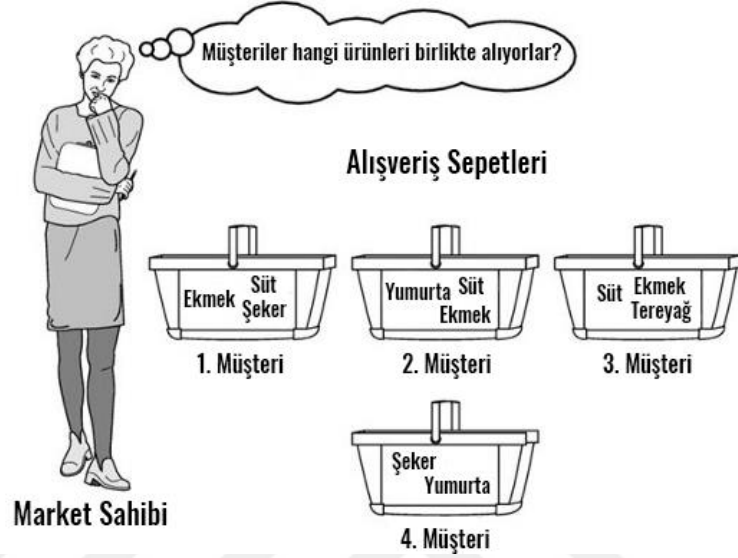 Müşteriler hangi ürünleri birlikte alıyorlar?
Alışveriş Sepetleri
Ekmek Süt
Şeker
1. Müşteri
Yumurta Süt
Ekmek
2. Müşteri
Süt Ekmek
Tereyağ
3. Müşteri
Şeker
Yumurta
4. Müşteri
Market Sahibi